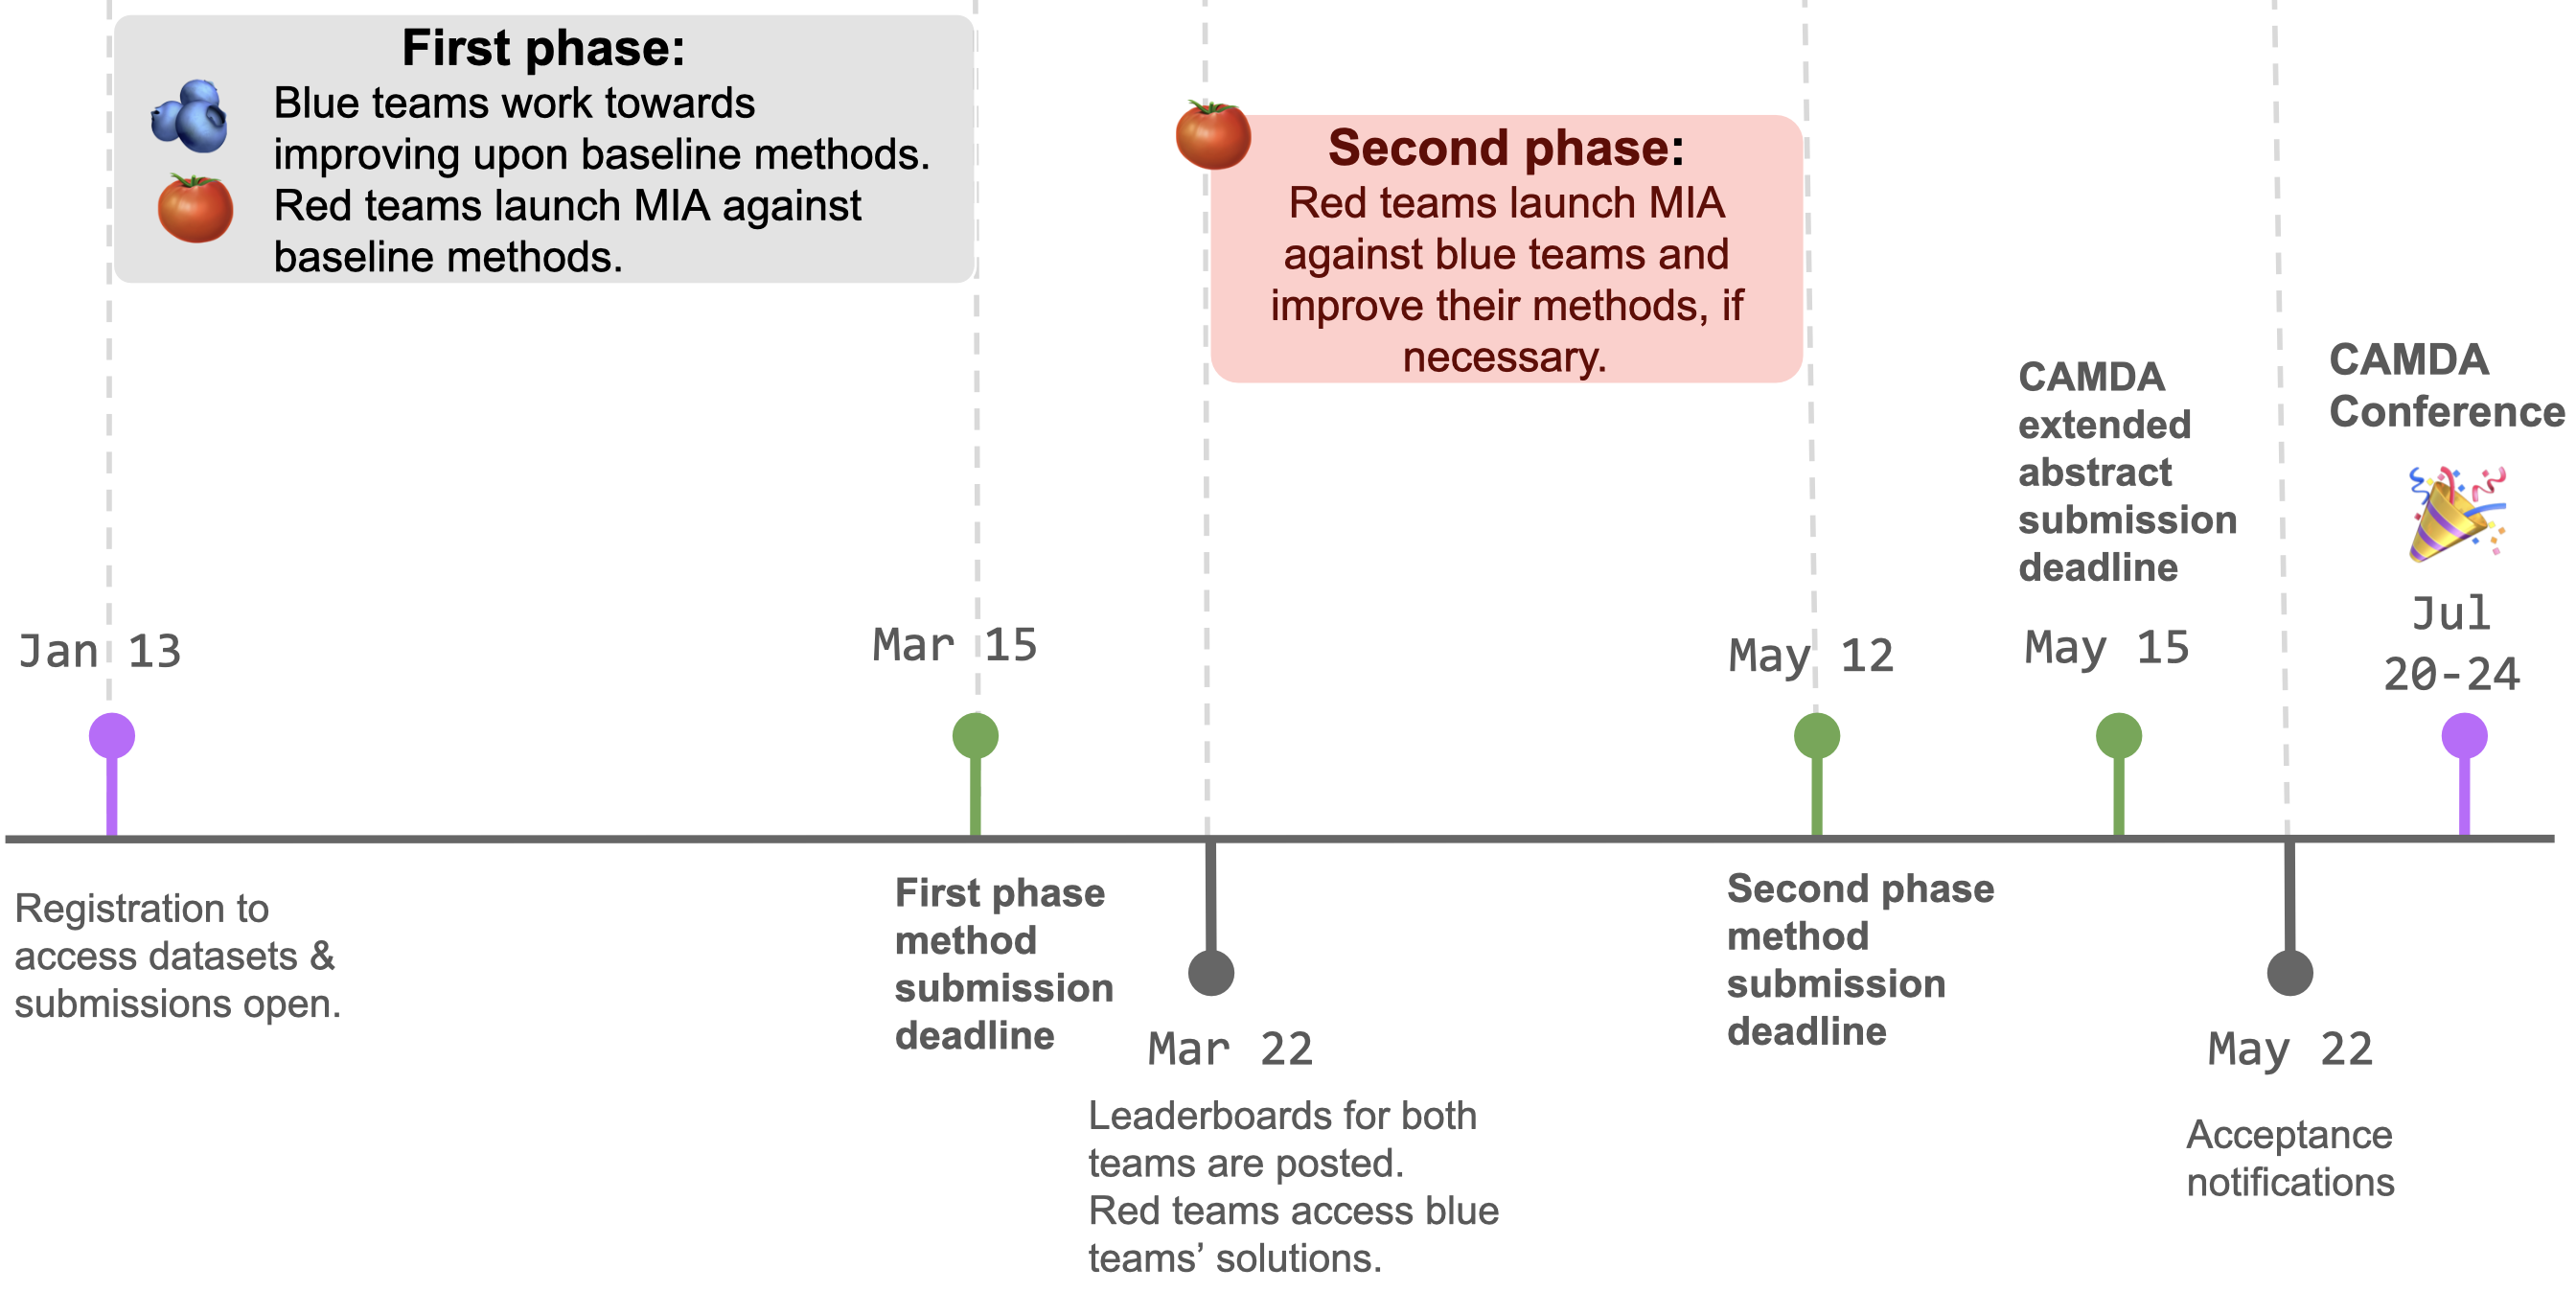 First phase:
Blue teams work towards
improving upon baseline methods.
Red teams launch MIA against
baseline methods.
Second phase:
Red teams launch MIA
against blue teams and
improve their methods, if
necessary.
CAMDA
extended
abstract
submission
deadline
CAMDA
Conference
Jan 13
Mar 15
May 12
May 15
Jul
20-24
Registration to
access datasets &
submissions open.
First phase
method
submission
deadline
Mar 22
Leaderboards for both
teams are posted.
Red teams access blue
teams’ solutions.
Second phase
method
submission
deadline
May 22
Acceptance
notifications